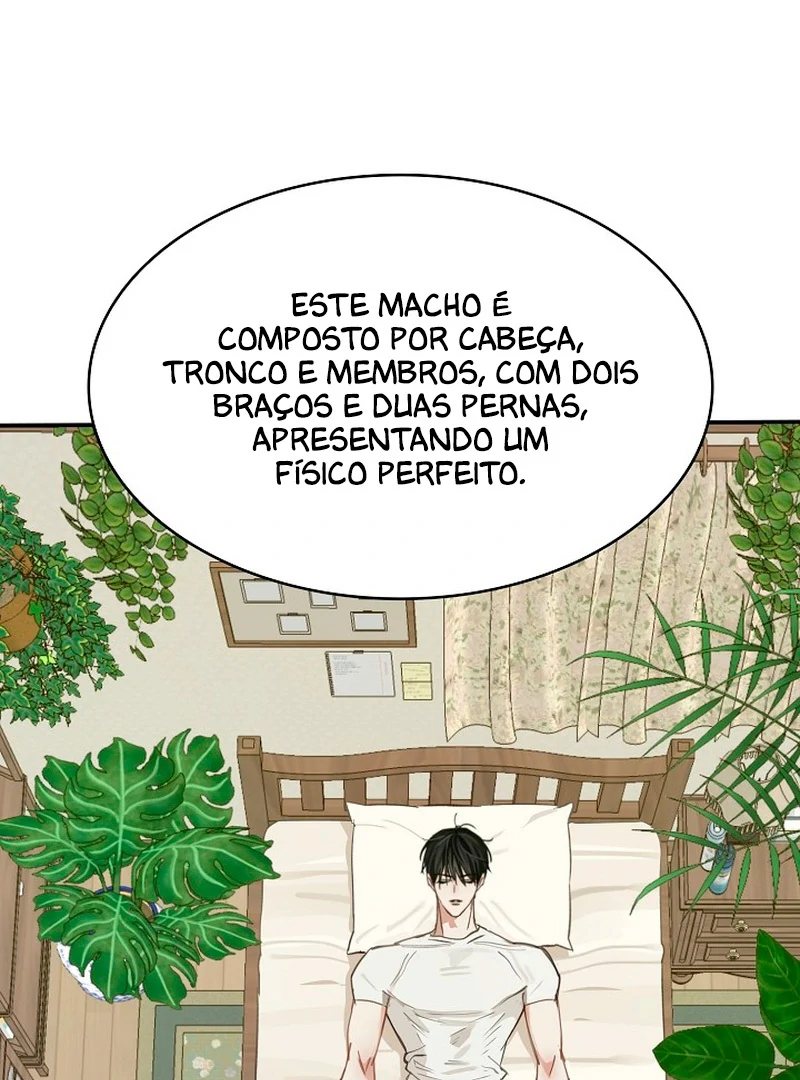 ESTE MACHO É
COMPOSTO POR CABEÇA,
TRONCO E MEMBROS, COM DOIS
BRAÇOS E DUAS PERNAS,
APRESENTANDO UM
FÍSICO PERFEITO.